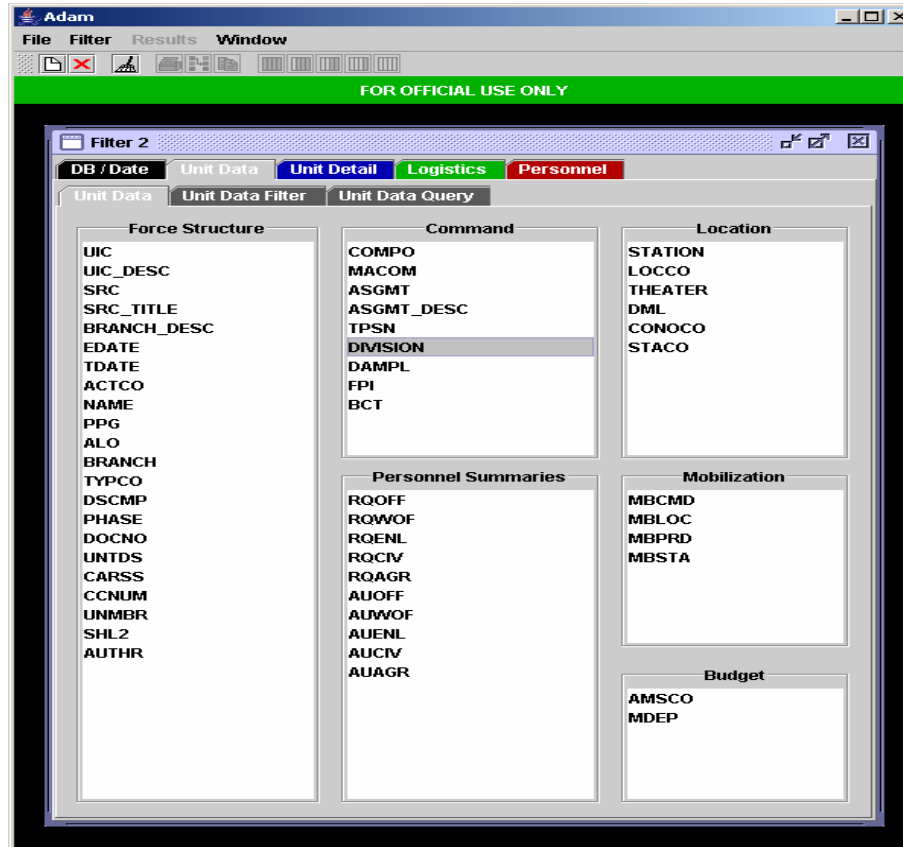 Adam
File Filter Results Window
FOR OFFICIAL USE ONLY
Filter 2
DB / Date Unit Data Unit Detail Logistics Personnel
Unit Data Unit Data Filter Unit Data Query
Force Structure
UIC
UIC_DESC
SRC
SRC_TITLE
BRANCH_DESC
EDATE
TDATE
ACTCO
NAME
PPG
ALO
BRANCH
TYPCO
DSCMP
PHASE
DOCNO
UNTDS
CARSS
CCNUM
UNMBR
SHL2
AUTHR
Command
COMPO
MACOM
ASGMT
ASGMT_DESC
TPSN
DIVISION
DAMPL
FPI
BCT
Personnel Summaries
RQOFF
RQWOF
RQENL
RQCIV
RQAGR
AUOFF
AUWOF
AUENL
AUCIV
AUAGR
Location
STATION
LOCCO
THEATER
DML
CONOCO
STACO
Mobilization
MBCMD
MBLOC
MBPRD
MBSTA
Budget
AMSCO
MDEP